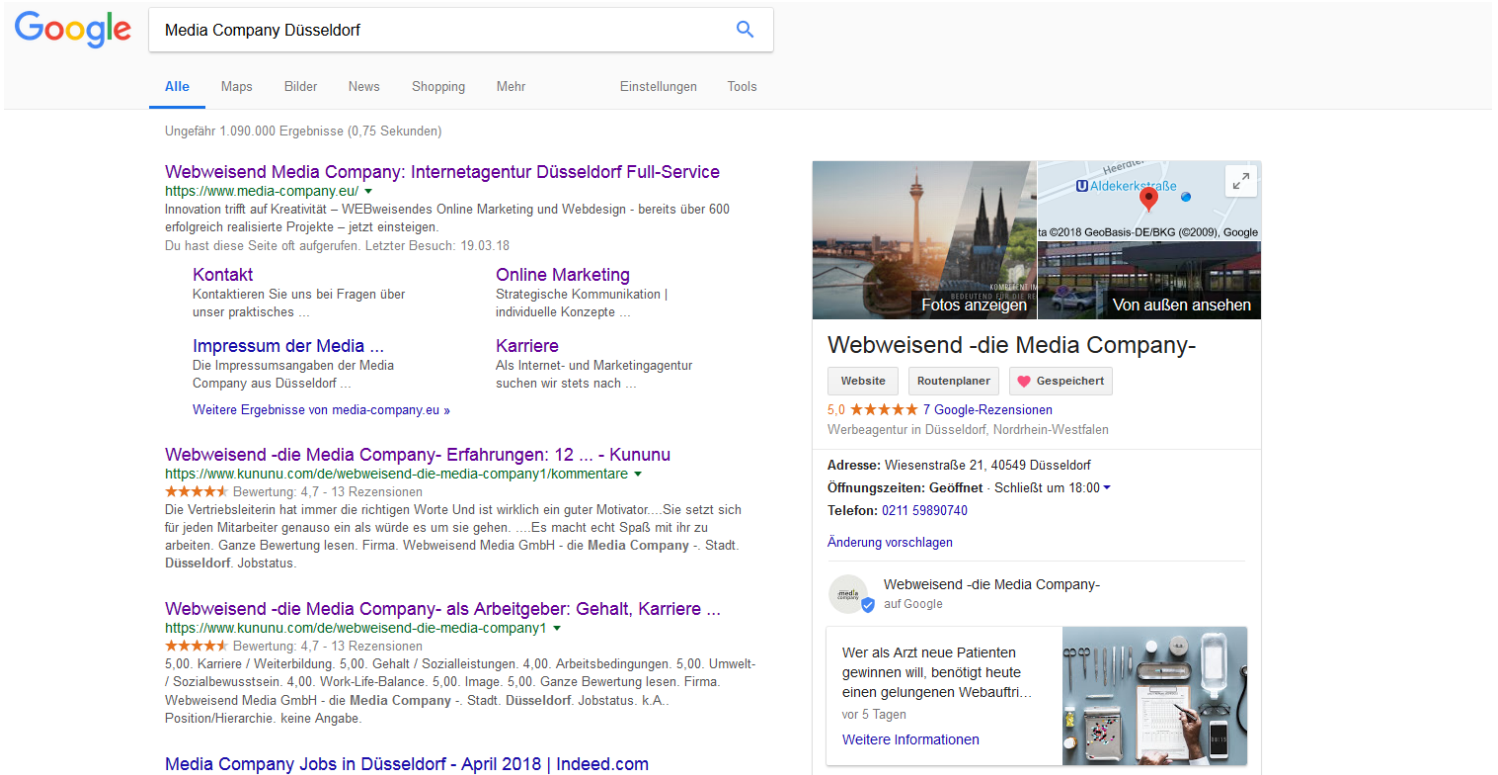 Google
Media Company Düsseldorf
Alle Maps Bilder News Shopping Mehr Einstellungen Tools
Ungefähr 1.090.000 Ergebnisse (0,75 Sekunden)
Webweisend Media Company: Internetagentur Düsseldorf Full-Service
https://www.media-company.eu/
Innovation trifft auf Kreativität – WEBweisendes Online Marketing und Webdesign - bereits über 600
erfolgreich realisierte Projekte – jetzt einsteigen.
Du hast diese Seite oft aufgerufen. Letzter Besuch: 19.03.18
Kontakt
Kontaktieren Sie uns bei Fragen über
unser praktisches ...
Online Marketing
Strategische Kommunikation |
individuelle Konzepte ...
Impressum der Media ...
Die Impressumsangaben der Media
Company aus Düsseldorf ...
Karriere
Als Internet- und Marketingagentur
suchen wir stets nach ...
Weitere Ergebnisse von media-company.eu »
Webweisend -die Media Company- Erfahrungen: 12 ... - Kununu
https://www.kununu.com/de/webweisend-die-media-company1/kommentare
Bewertung: 4,7 - 13 Rezensionen
Die Vertriebsleiterin hat immer die richtigen Worte Und ist wirklich ein guter Motivator....Sie setzt sich
für jeden Mitarbeiter genauso ein als würde es um sie gehen. ....Es macht echt Spaß mit ihr zu
arbeiten. Ganze Bewertung lesen. Firma. Webweisend Media GmbH - die Media Company -. Stadt.
Düsseldorf. Jobstatus.
Webweisend -die Media Company- als Arbeitgeber: Gehalt, Karriere ...
https://www.kununu.com/de/webweisend-die-media-company1
Bewertung: 4,7 - 13 Rezensionen
5,00. Karriere / Weiterbildung. 5,00. Gehalt / Sozialleistungen. 4,00. Arbeitsbedingungen. 5,00. Umwelt-
/ Sozialbewusstsein. 4,00. Work-Life-Balance. 5,00. Image. 5,00. Ganze Bewertung lesen. Firma.
Webweisend Media GmbH - die Media Company -. Stadt. Düsseldorf. Jobstatus. k.A..
Position/Hierarchie. keine Angabe.
Media Company Jobs in Düsseldorf - April 2018 | Indeed.com
Aldekerkstraße
©2018 GeoBasis-DE/BKG (©2009), Google
Fotos anzeigen
Von außen ansehen
Webweisend -die Media Company-
Website Routenplaner Gespeichert
5,0 7 Google-Rezensionen
Werbeagentur in Düsseldorf, Nordrhein-Westfalen
Adresse: Wiesenstraße 21, 40549 Düsseldorf
Öffnungszeiten: Geöffnet · Schließt um 18:00
Telefon: 0211 59890740
Änderung vorschlagen
media
company
Webweisend -die Media Company-
auf Google
Wer als Arzt neue Patienten
gewinnen will, benötigt heute
einen gelungenen Webauftri...
vor 5 Tagen
Weitere Informationen